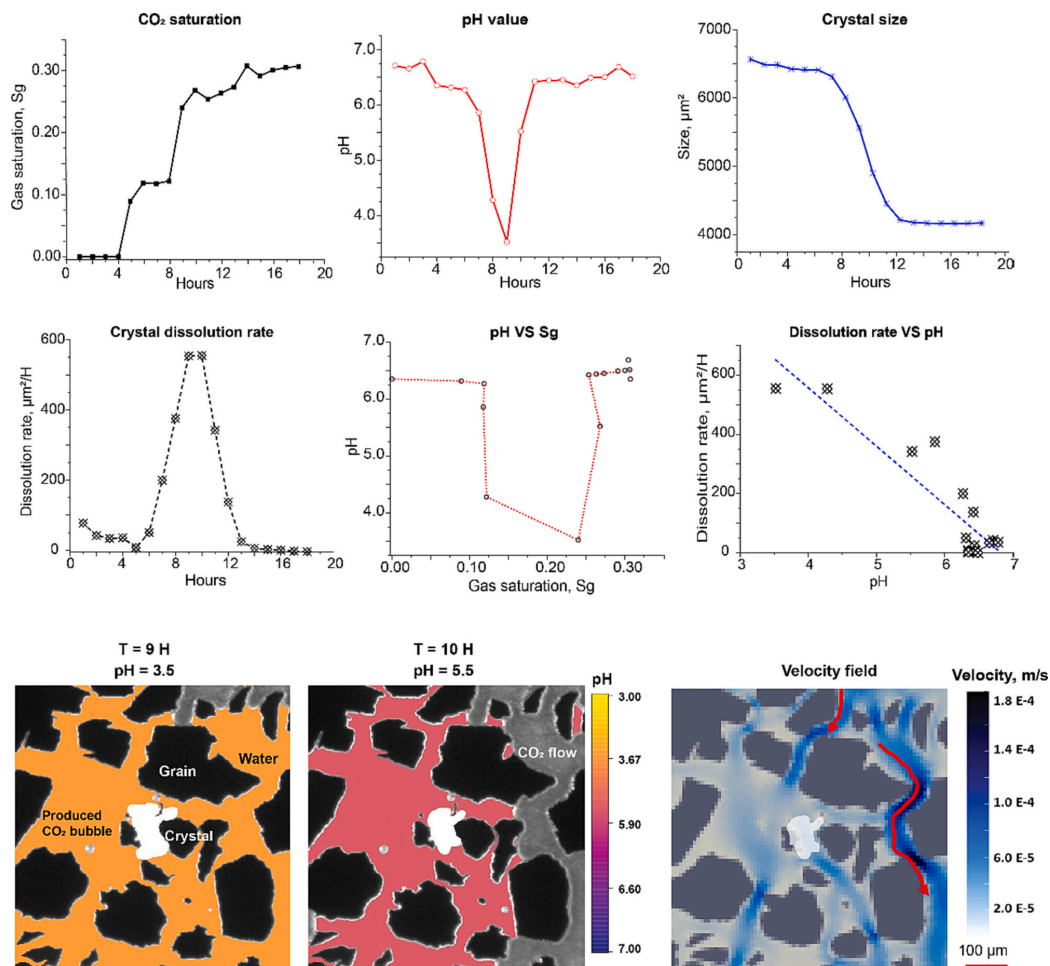 CO₂ saturation
Gas saturation, Sg
0.30
0.20
0.10
0.00
0 4 8 12 16 20
Hours
pH value
pH
7.0
6.0
5.0
4.0
0 4 8 12 16 20
Hours
Crystal size
Size, µm²
7000
6000
5000
4000
0 4 8 12 16 20
Hours
Crystal dissolution rate
Dissolution rate, µm²/H
600
400
200
0
0 4 8 12 16 20
Hours
pH VS Sg
pH
7.0
6.0
5.0
4.0
0.00 0.10 0.20 0.30
Gas saturation, Sg
Dissolution rate VS pH
Dissolution rate, µm²/H
800
600
400
200
0
3 4 5 6 7
pH
T = 9 H
pH = 3.5
Grain
Water
Produced
CO₂ bubble
Crystal
T = 10 H
pH = 5.5
CO₂ flow
pH
3.00
3.67
5.90
6.60
7.00
Velocity field
Velocity, m/s
1.8 E-4
1.4 E-4
1.0 E-4
6.0 E-5
2.0 E-5
100 µm